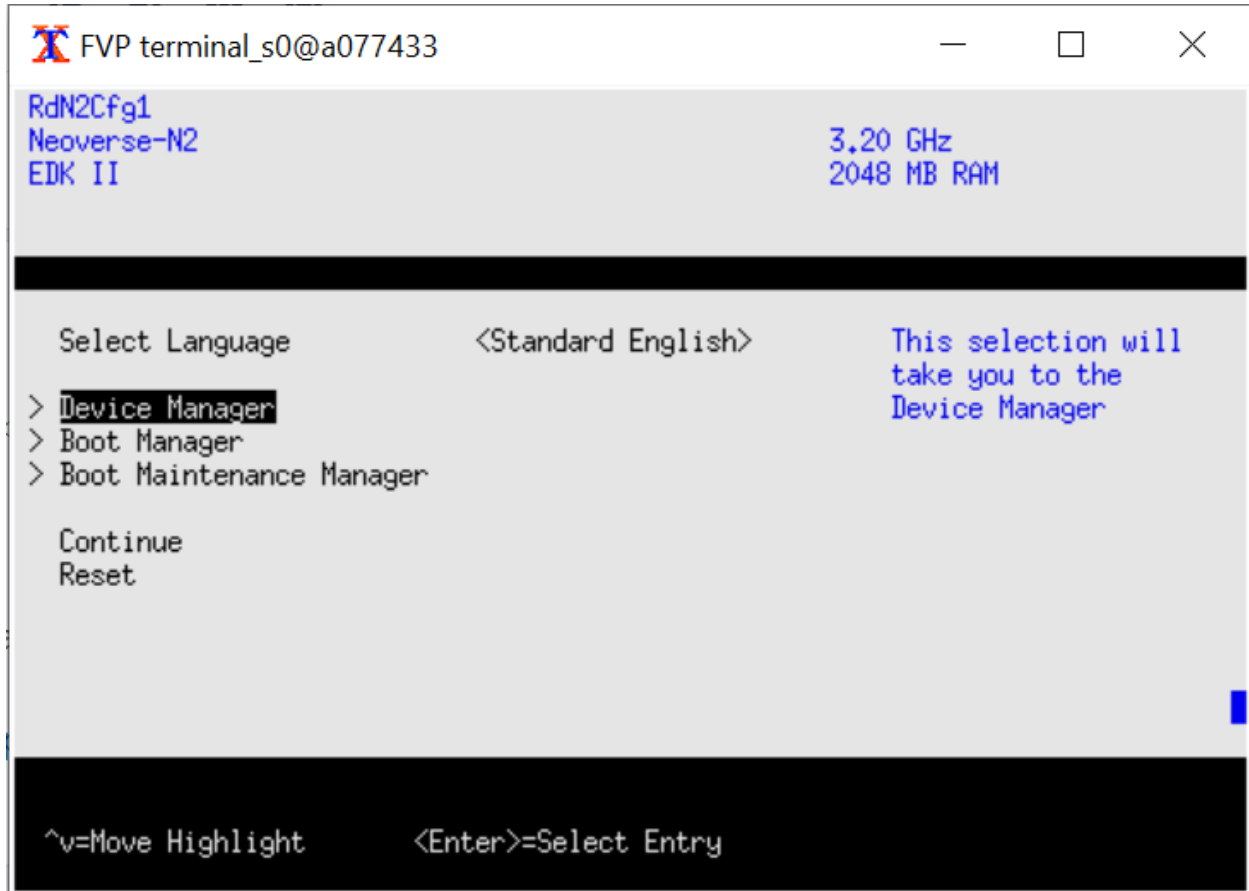 FVP terminal_s0@a077433
RdN2Cfg1
Neoverse-N2 3.20 GHz
EDK II 2048 MB RAM
Select Language <Standard English> This selection will
take you to the
> Device Manager Device Manager
> Boot Manager
> Boot Maintenance Manager
Continue
Reset
^v=Move Highlight <Enter>=Select Entry